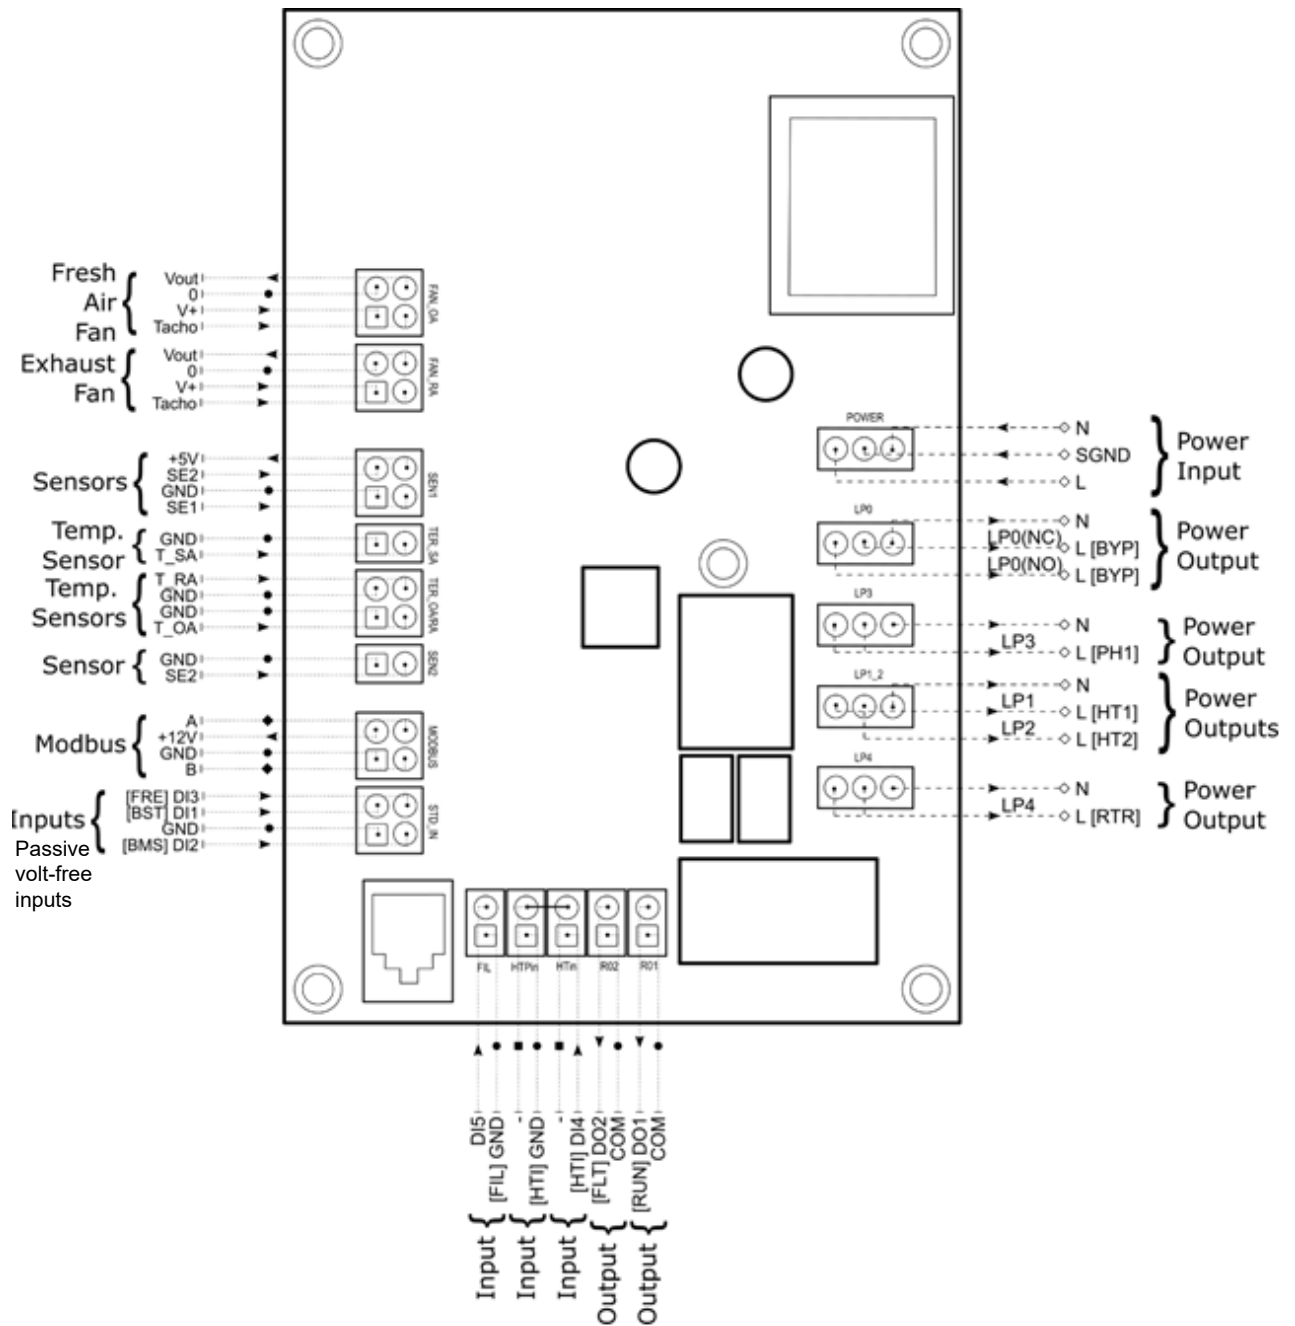 Fresh
Air
Fan
Vout
0
V+
Tacho
FAN_OA
Exhaust
Fan
Vout
0
V+
Tacho
FAN_RA
Sensors
+5V
SE2
GND
SE1
SEN1
Temp.
Sensor
GND
T_SA
TER_SA
Temp.
Sensors
T_RA
GND
GND
T_OA
TER_OA/RA
Sensor
GND
SE2
SEN2
Modbus
A
+12V
GND
B
MODBUS
Inputs
Passive
volt-free
inputs
[FRE] DI3
[BST] DI1
GND
[BMS] DI2
STD_IN
POWER
N
SGND
L
Power
Input
LP0
N
LP0(NC)
L [BYP]
LP0(NO)
L [BYP]
Power
Output
LP3
N
LP3
L [PH1]
Power
Output
LP1_2
N
LP1
L [HT1]
LP2
L [HT2]
Power
Outputs
LP4
N
LP4
L [RTR]
Power
Output
FIL
HTPin
HTin
R02
R01
DI5
[FIL] GND
-
[HTI] GND
-
[HTI] DI4
[FLT] DO2
COM
[RUN] DO1
COM
Input
Input
Input
Output
Output